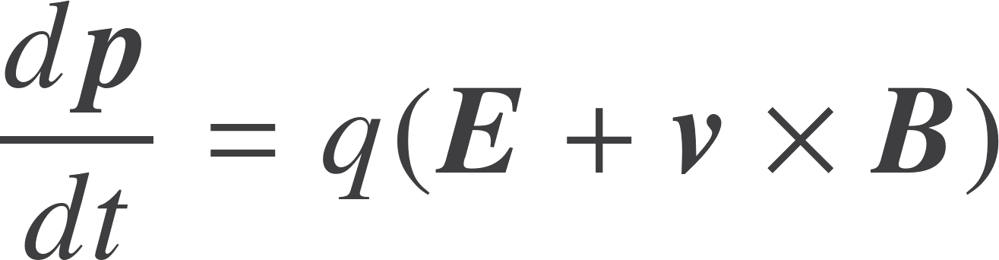 d𝒑/dt = q(𝑬 + 𝒗 × 𝑩)